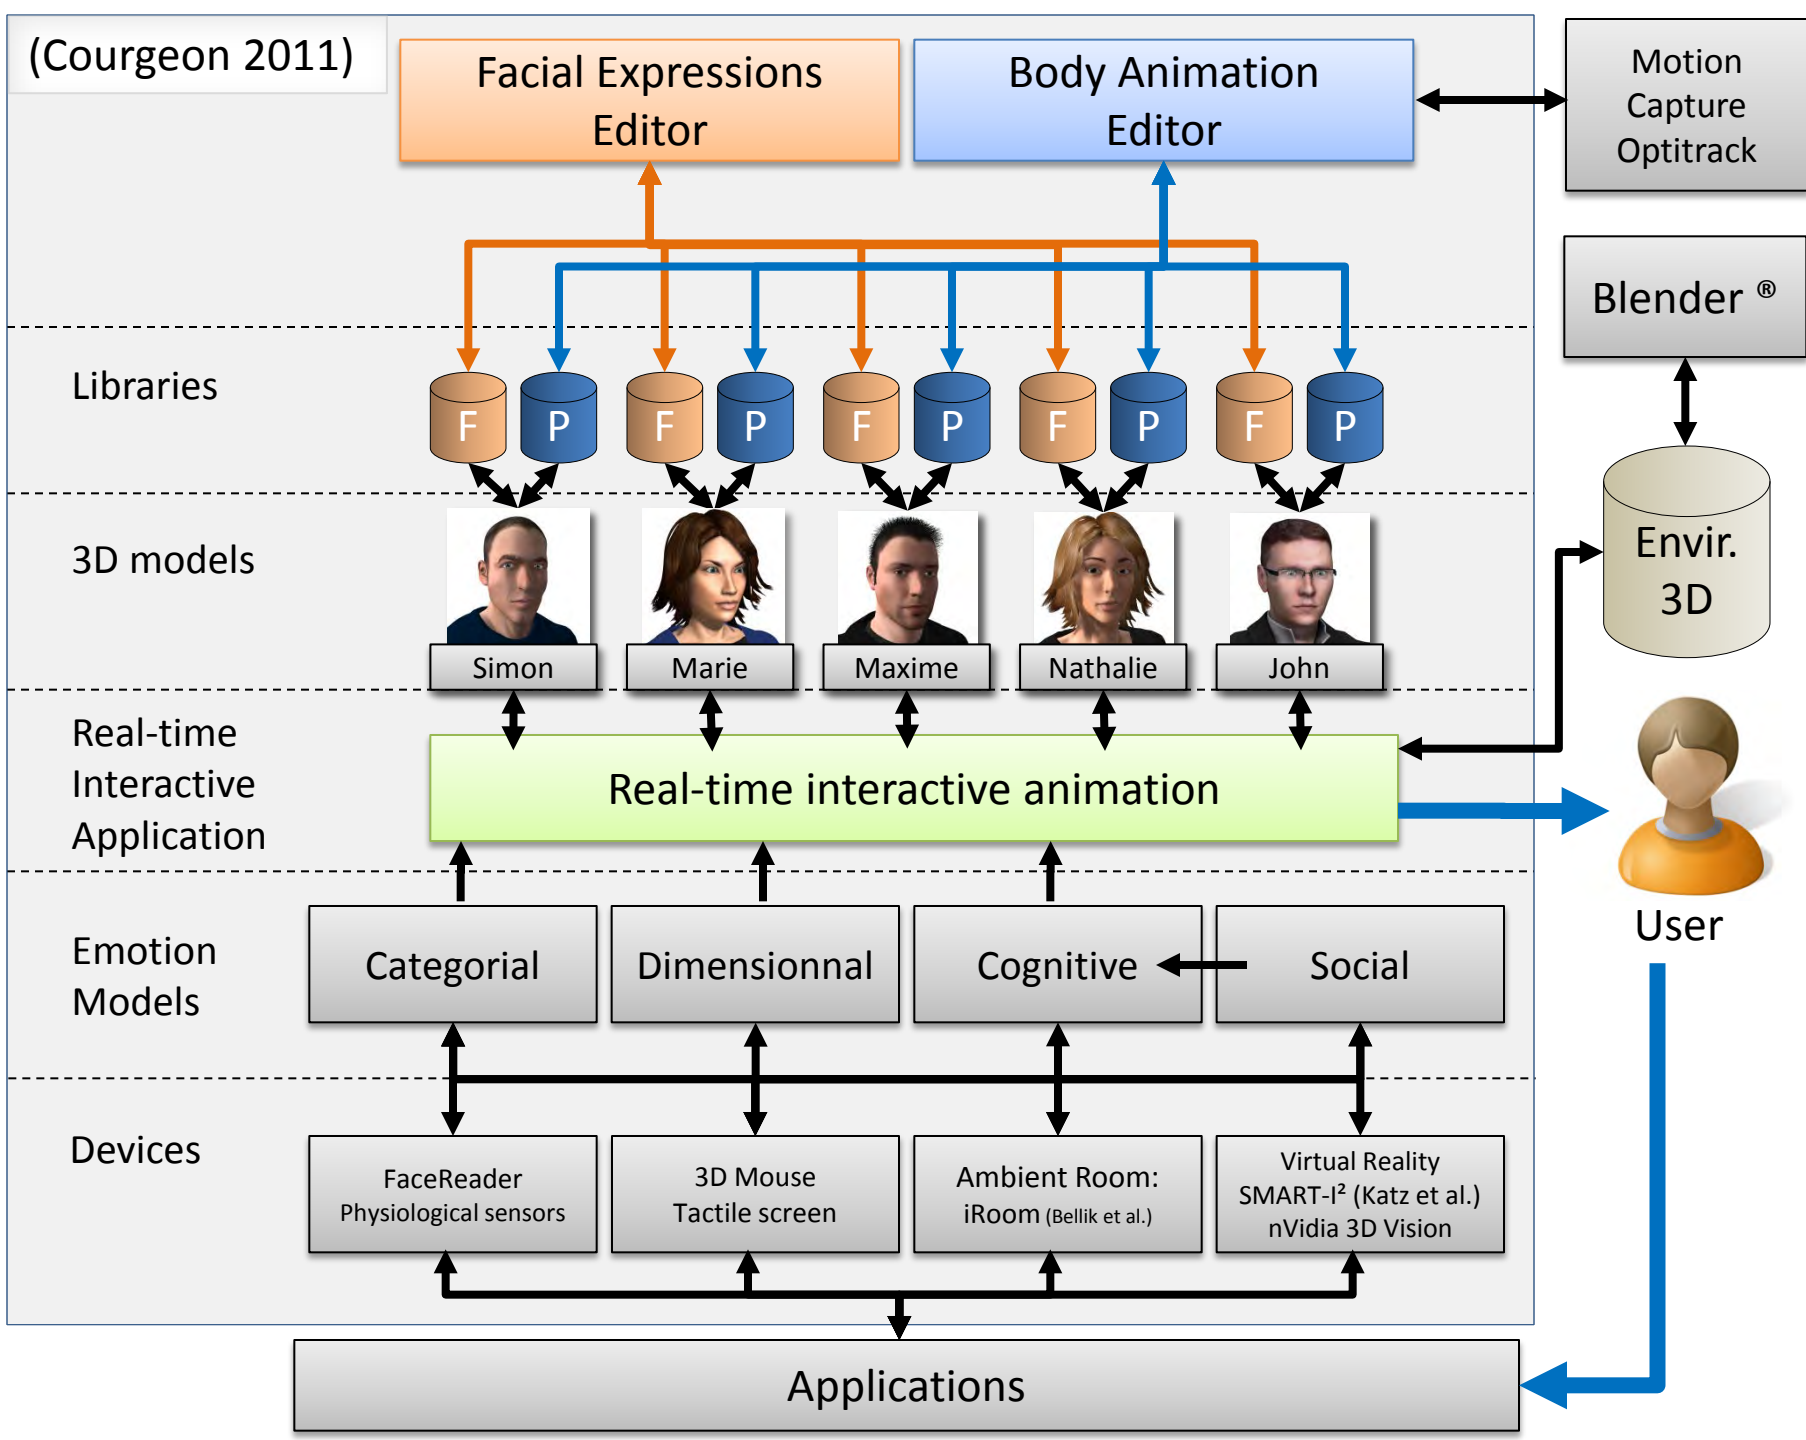 (Courgeon 2011)
Facial Expressions
Editor
Body Animation
Editor
Motion
Capture
Optitrack
Blender ®
Libraries
F P F P F P F P F P
3D models
Envir.
3D
Simon
Marie
Maxime
Nathalie
John
Real-time
Interactive
Application
Real-time interactive animation
User
Emotion
Models
Categorial
Dimensionnal
Cognitive
Social
Devices
FaceReader
Physiological sensors
3D Mouse
Tactile screen
Ambient Room:
iRoom (Bellik et al.)
Virtual Reality
SMART-I² (Katz et al.)
nVidia 3D Vision
Applications